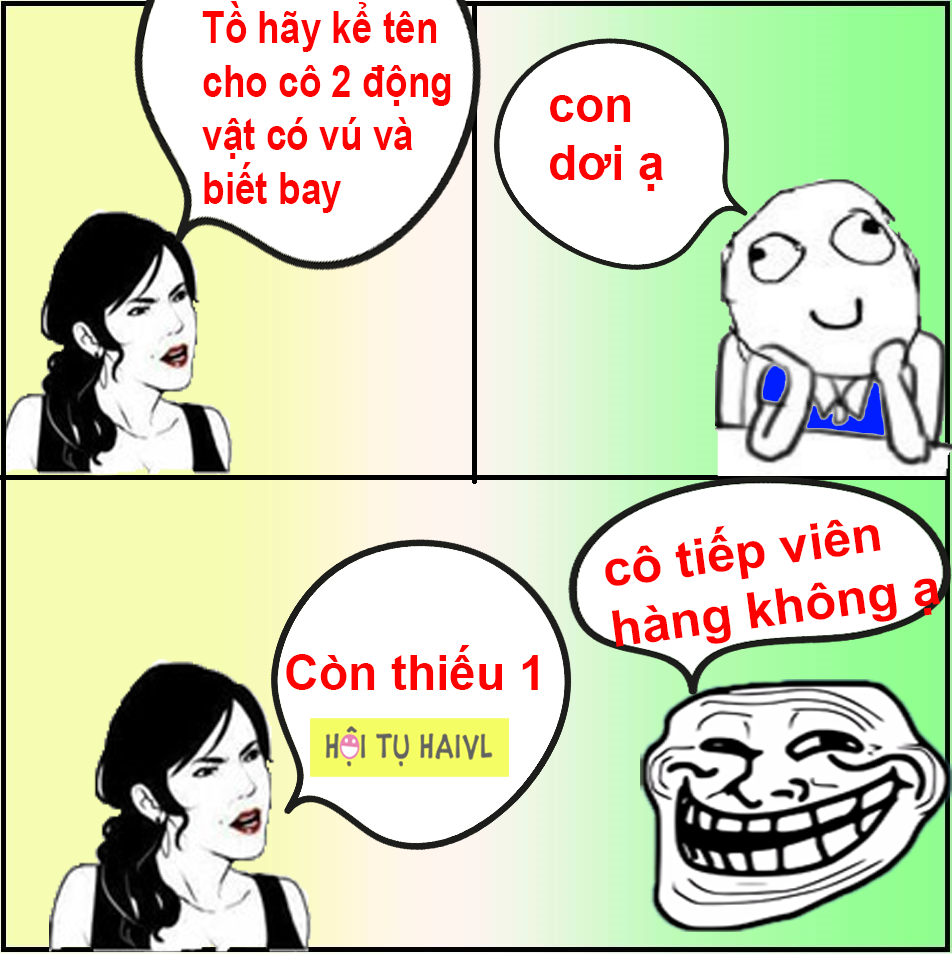 Tồ hãy kể tên
cho cô 2 động
vật có vú và
biết bay
con
dơi ạ
Còn thiếu 1
HỘI TỤ HAIVL
cô tiếp viên
hàng không ạ